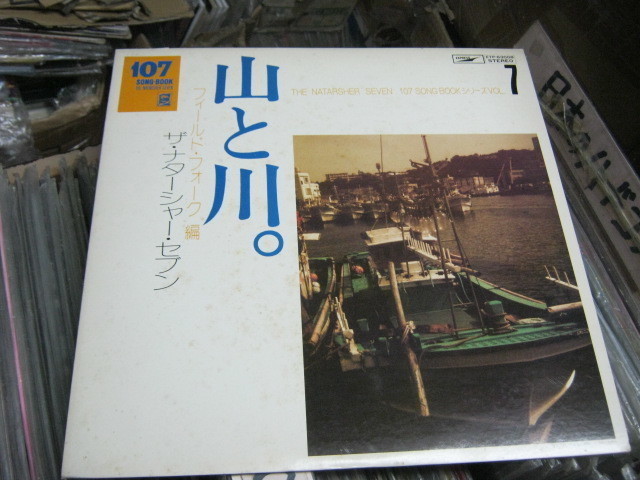 107
SONG・BOOK
山と川。
フィールド・フォーク編
ザ・ナターシャー・セブン
THE NATARSHER SEVEN 107 SONG BOOK シリーズ VOL.
7
STEREO